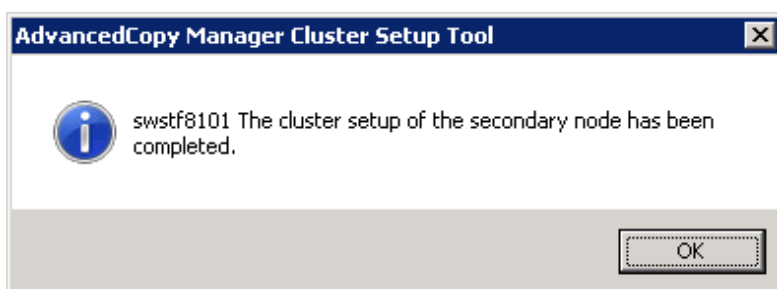 AdvancedCopy Manager Cluster Setup Tool
swstf8101 The cluster setup of the secondary node has been
completed.
OK